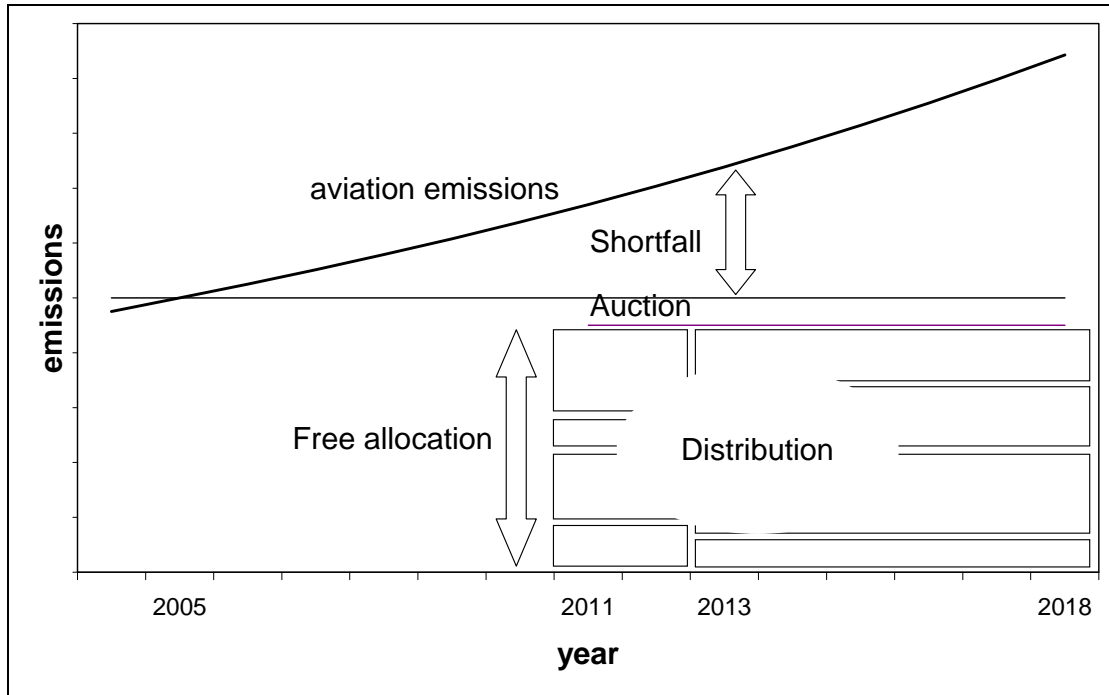 aviation emissions
Shortfall
Auction
emissions
Free allocation
Distribution
2005
2011
2013
2018
year